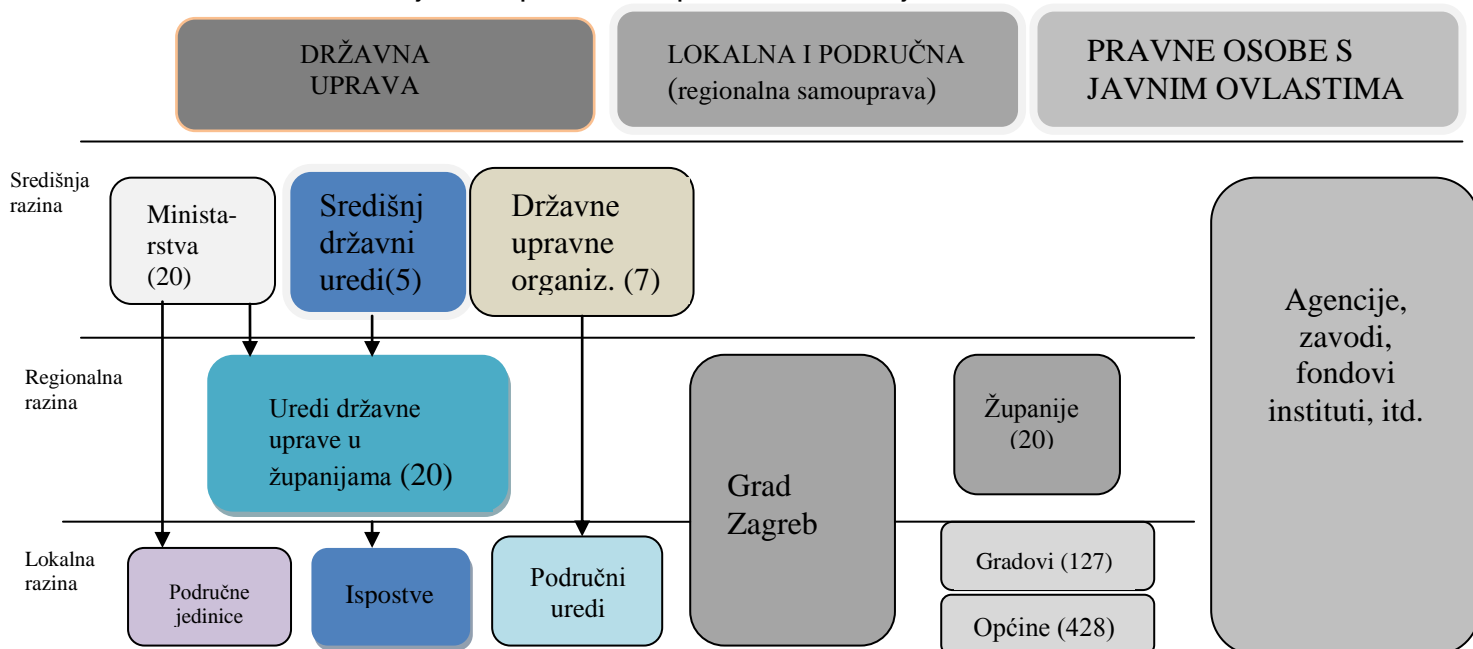 DRŽAVNA
UPRAVA
LOKALNA I PODRUČNA
(regionalna samouprava)
PRAVNE OSOBE S
JAVNIM OVLASTIMA
Središnja
razina
Minista-
rstva
(20)
Središnj
državni
uredi(5)
Državne
upravne
organiz. (7)
Agencije,
zavodi,
fondovi
instituti, itd.
Regionalna
razina
Uredi državne
uprave u
županijama (20)
Grad
Zagreb
Županije
(20)
Lokalna
razina
Područne
jedinice
Ispostve
Područni
uredi
Gradovi (127)
Općine (428)